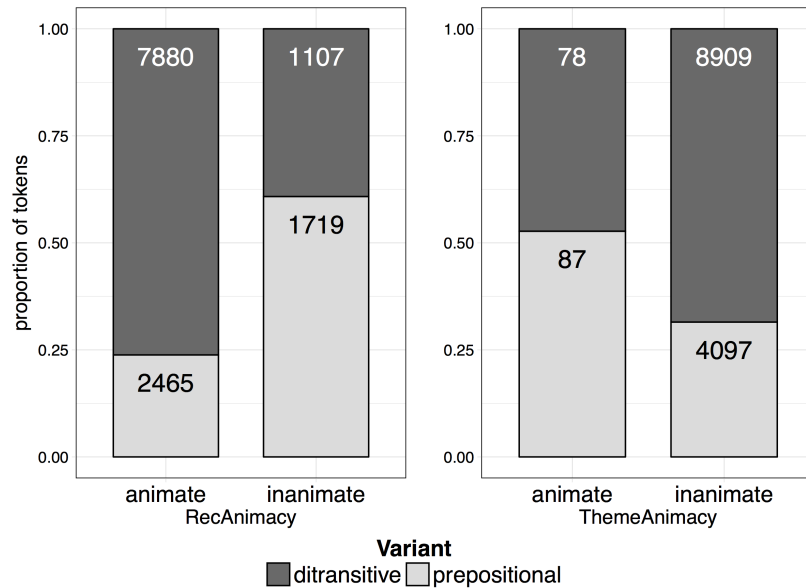 proportion of tokens
1.00
0.75
0.50
0.25
0.00
7880
2465
1107
1719
animate inanimate
RecAnimacy
1.00
0.75
0.50
0.25
0.00
78
87
8909
4097
animate inanimate
ThemeAnimacy
Variant
ditransitive prepositional